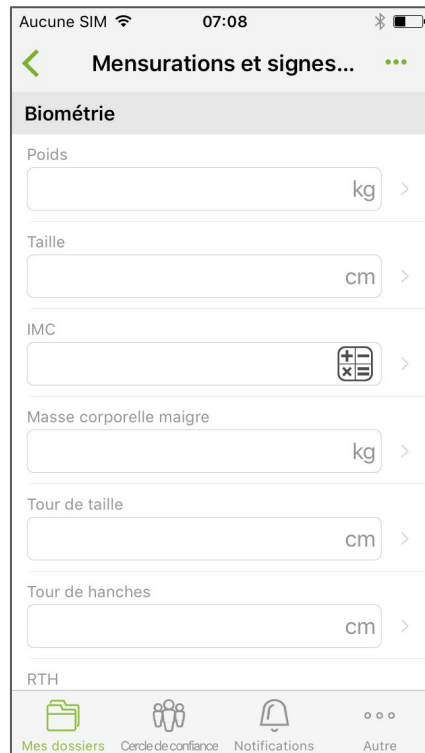 Aucune SIM 07:08
Mensurations et signes...
Biométrie
Poids
kg
Taille
cm
IMC
Masse corporelle maigre
kg
Tour de taille
cm
Tour de hanches
cm
RTH
Mes dossiers Cercle de confiance Notifications Autre